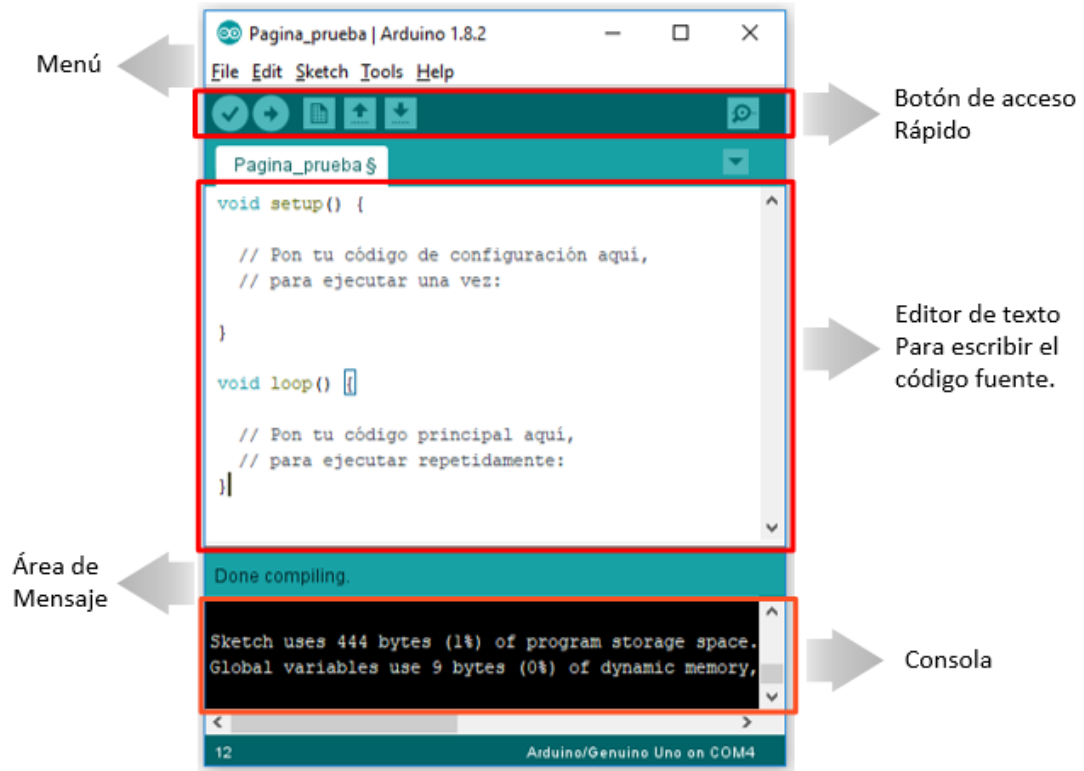 Pagina_prueba | Arduino 1.8.2
Menú
File Edit Sketch Tools Help
Botón de acceso
Rápido
Pagina_prueba §
void setup() {
// Pon tu código de configuración aquí,
// para ejecutar una vez:
}
void loop() {
// Pon tu código principal aquí,
// para ejecutar repetidamente:
}
Editor de texto
Para escribir el
código fuente.
Área de
Mensaje
Done compiling.
Sketch uses 444 bytes (1%) of program storage space.
Global variables use 9 bytes (0%) of dynamic memory,
Consola
12
Arduino/Genuino Uno on COM4